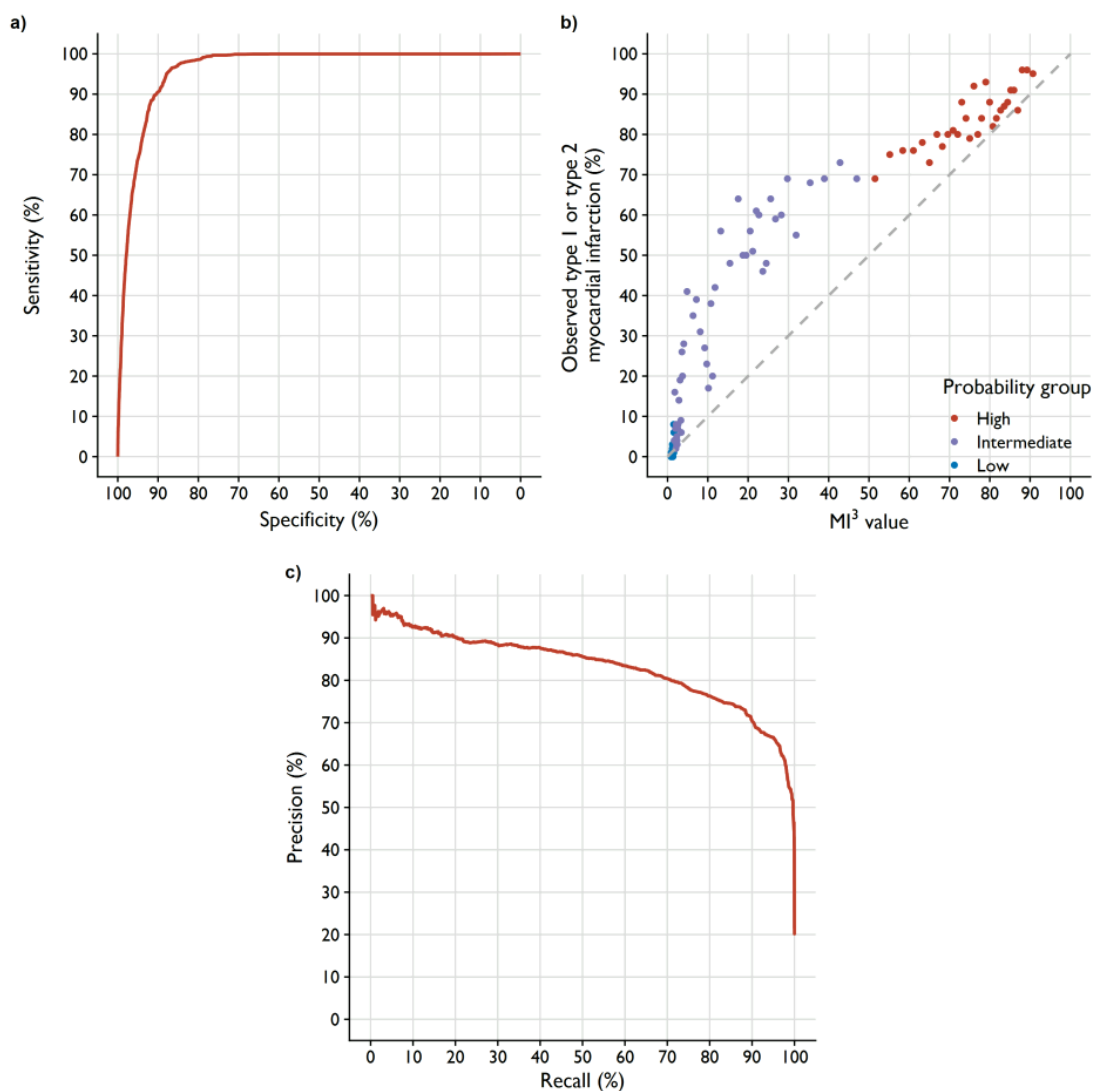 a)
100
90
80
70
60
50
40
30
20
10
0
Sensitivity (%)
100 90 80 70 60 50 40 30 20 10 0
Specificity (%)
b)
100
90
80
70
60
50
40
30
20
10
0
Observed type 1 or type 2
myocardial infarction (%)
Probability group
High
Intermediate
Low
0 10 20 30 40 50 60 70 80 90 100
MI³ value
c)
100
90
80
70
60
50
40
30
20
10
0
Precision (%)
0 10 20 30 40 50 60 70 80 90 100
Recall (%)